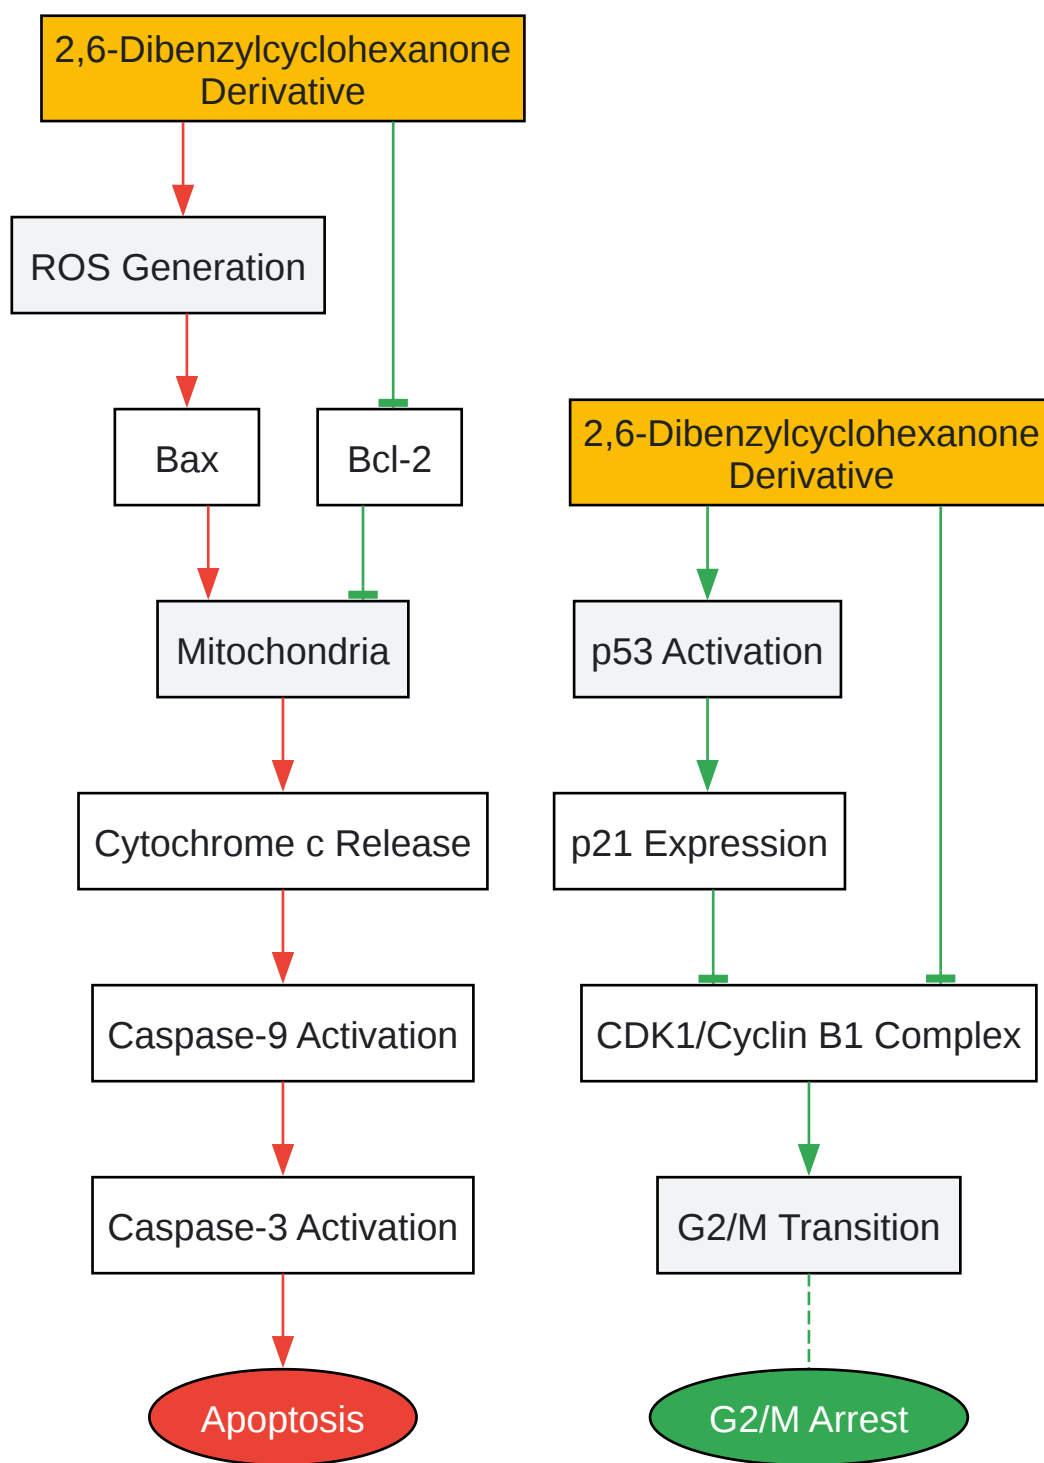 2,6-Dibenzylcyclohexanone
Derivative
ROS Generation
Bax
Bcl-2
Mitochondria
Cytochrome c Release
Caspase-9 Activation
Caspase-3 Activation
Apoptosis
2,6-Dibenzylcyclohexanone
Derivative
p53 Activation
p21 Expression
CDK1/Cyclin B1 Complex
G2/M Transition
G2/M Arrest